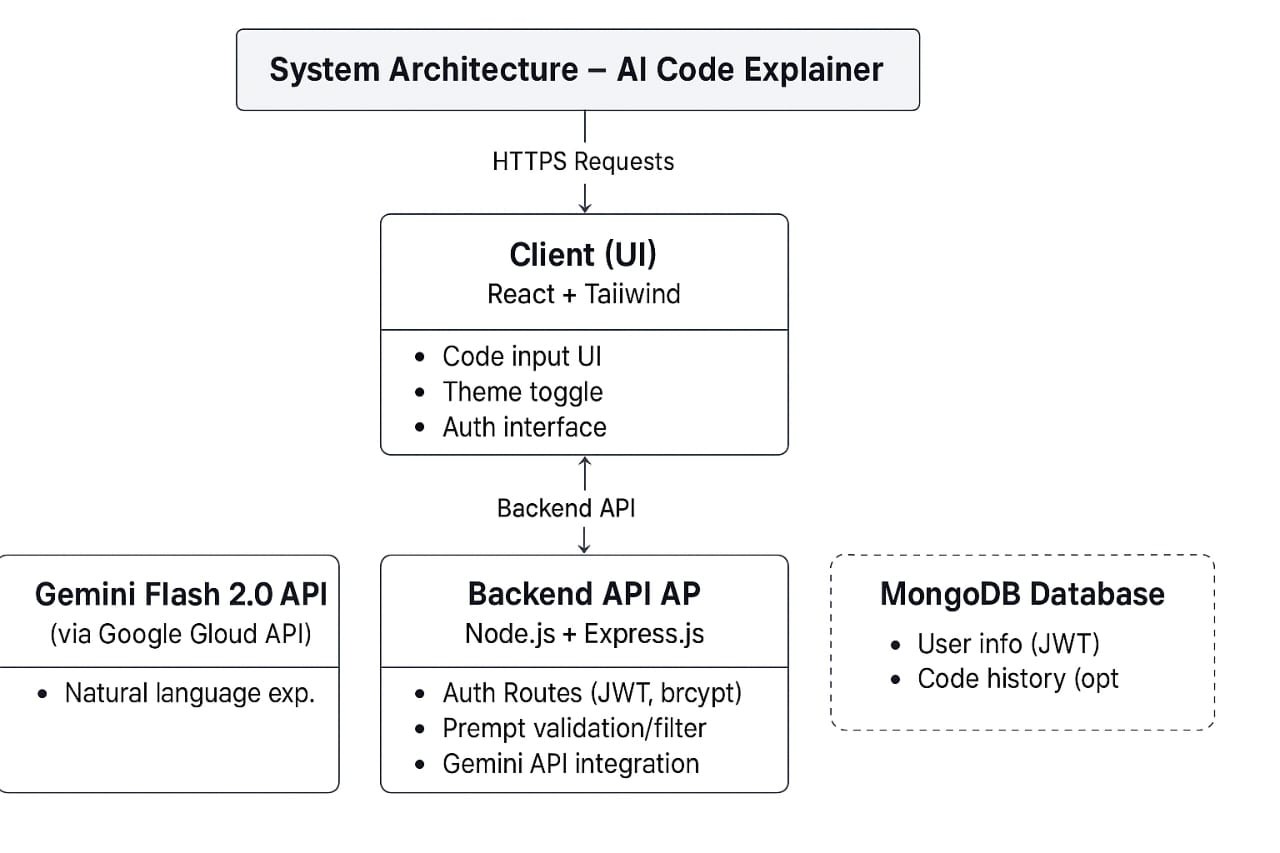 System Architecture – AI Code Explainer
HTTPS Requests
Client (UI)
React + Taiiwind
• Code input UI
• Theme toggle
• Auth interface
Backend API
Gemini Flash 2.0 API
(via Google Gloud API)
• Natural language exp.
Backend API AP
Node.js + Express.js
• Auth Routes (JWT, brcypt)
• Prompt validation/filter
• Gemini API integration
MongoDB Database
• User info (JWT)
• Code history (opt